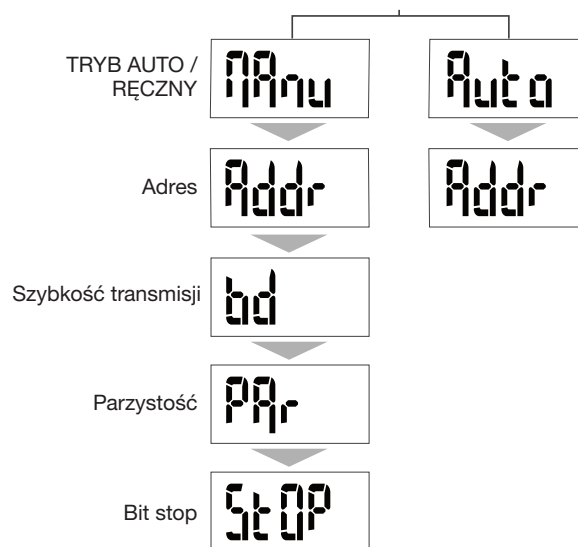 TRYB AUTO /
RĘCZNY
MAnu
Auto
Adres
Addr
Addr
Szybkość transmisji
bd
Parzystość
PAr
Bit stop
StOP